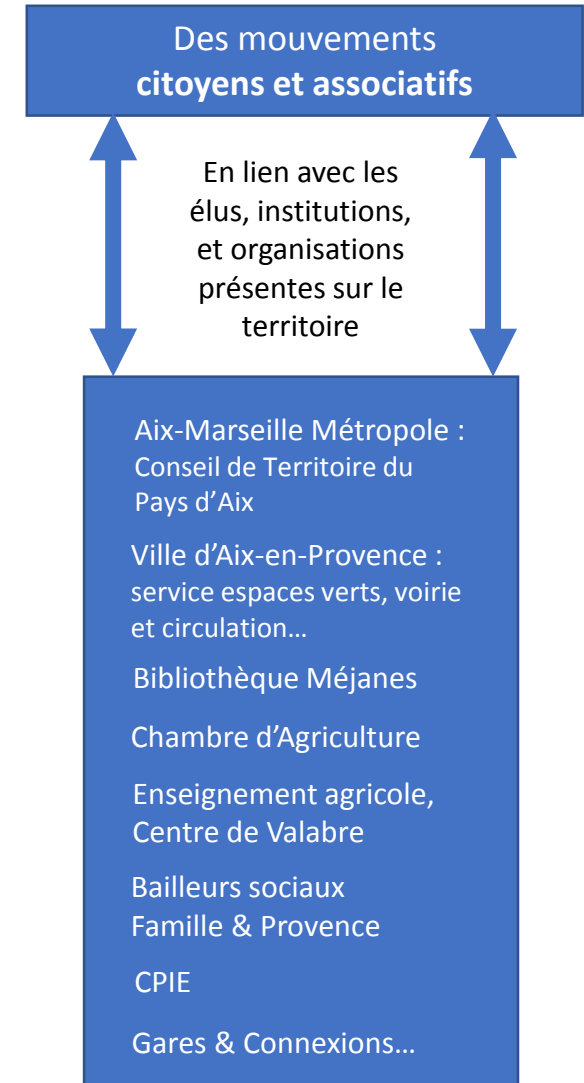 Des mouvements
citoyens et associatifs
En lien avec les
élus, institutions,
et organisations
présentes sur le
territoire
Aix-Marseille Métropole :
Conseil de Territoire du
Pays d’Aix
Ville d’Aix-en-Provence :
service espaces verts, voirie
et circulation…
Bibliothèque Méjanes
Chambre d’Agriculture
Enseignement agricole,
Centre de Valabre
Bailleurs sociaux
Famille & Provence
CPIE
Gares & Connexions…